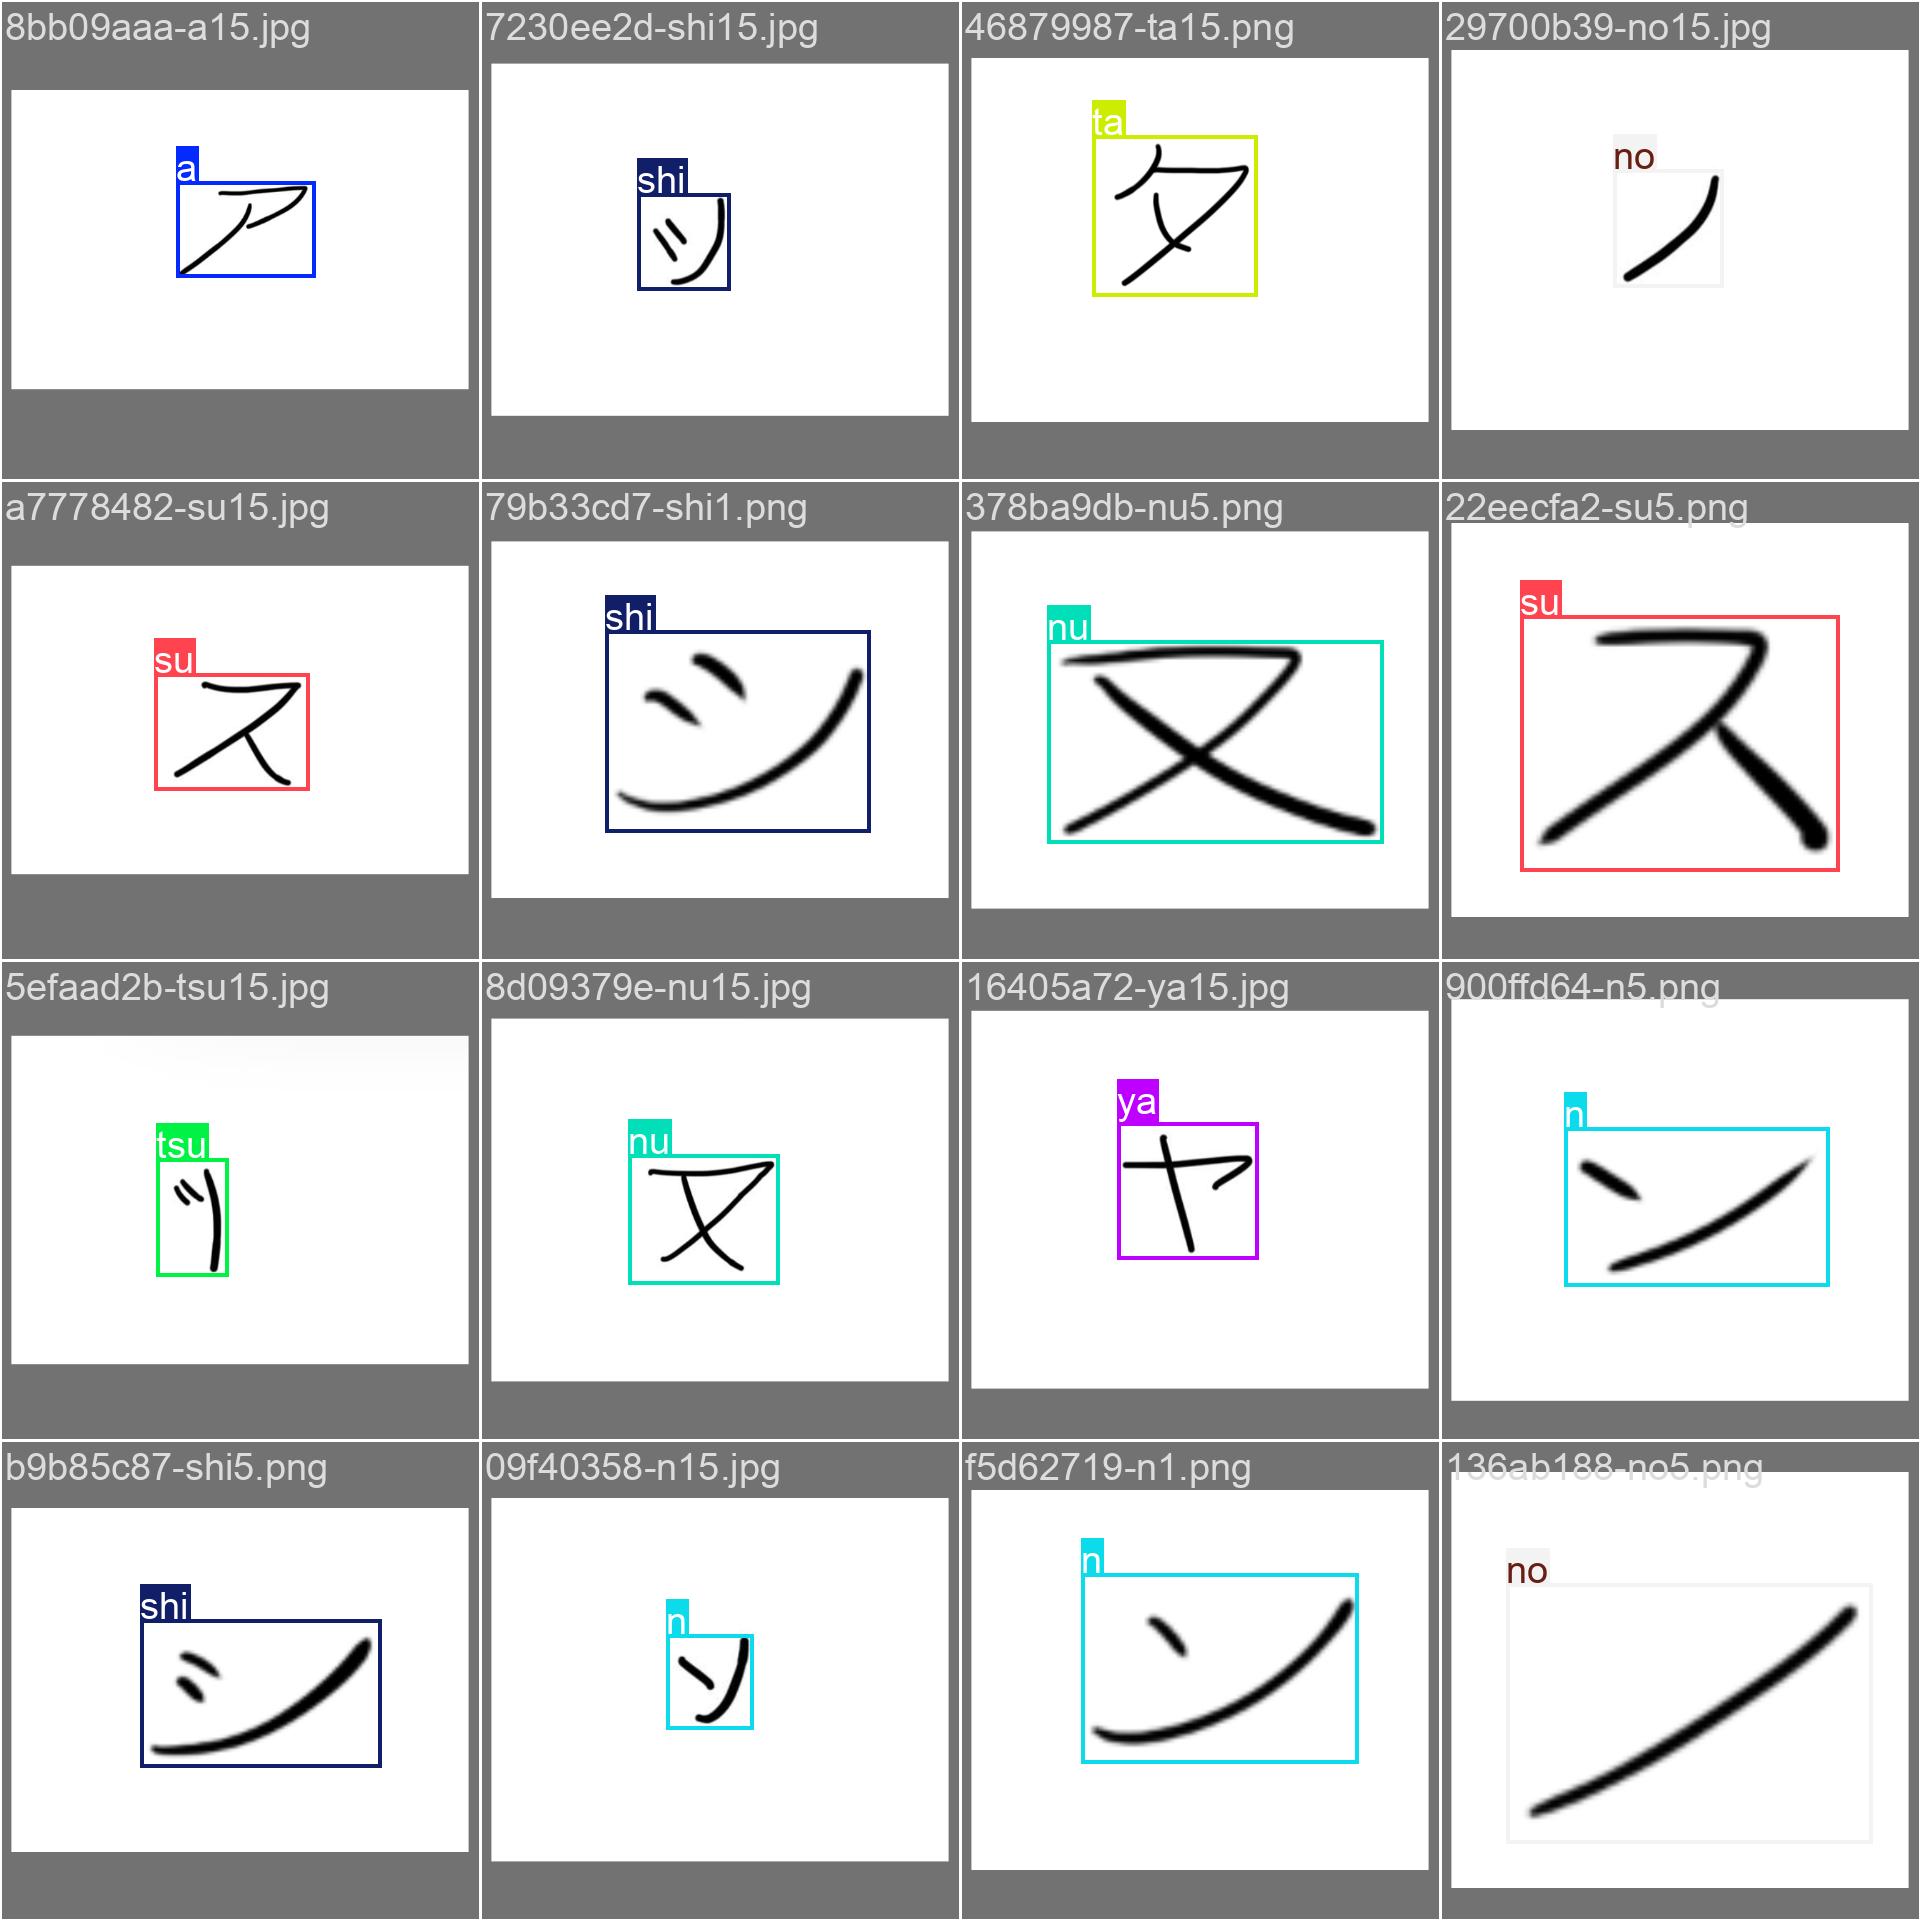 8bb09aaa-a15.jpg
a
ア
7230ee2d-shi15.jpg
shi
シ
46879987-ta15.png
ta
タ
29700b39-no15.jpg
no
ノ
a7778482-su15.jpg
su
ス
79b33cd7-shi1.png
shi
シ
378ba9db-nu5.png
nu
ヌ
22eecfa2-su5.png
su
ス
5efaad2b-tsu15.jpg
tsu
ツ
8d09379e-nu15.jpg
nu
ヌ
16405a72-ya15.jpg
ya
ヤ
900ffd64-n5.png
n
ン
b9b85c87-shi5.png
shi
シ
09f40358-n15.jpg
n
ン
f5d62719-n1.png
n
ン
136ab188-no5.png
no
ノ